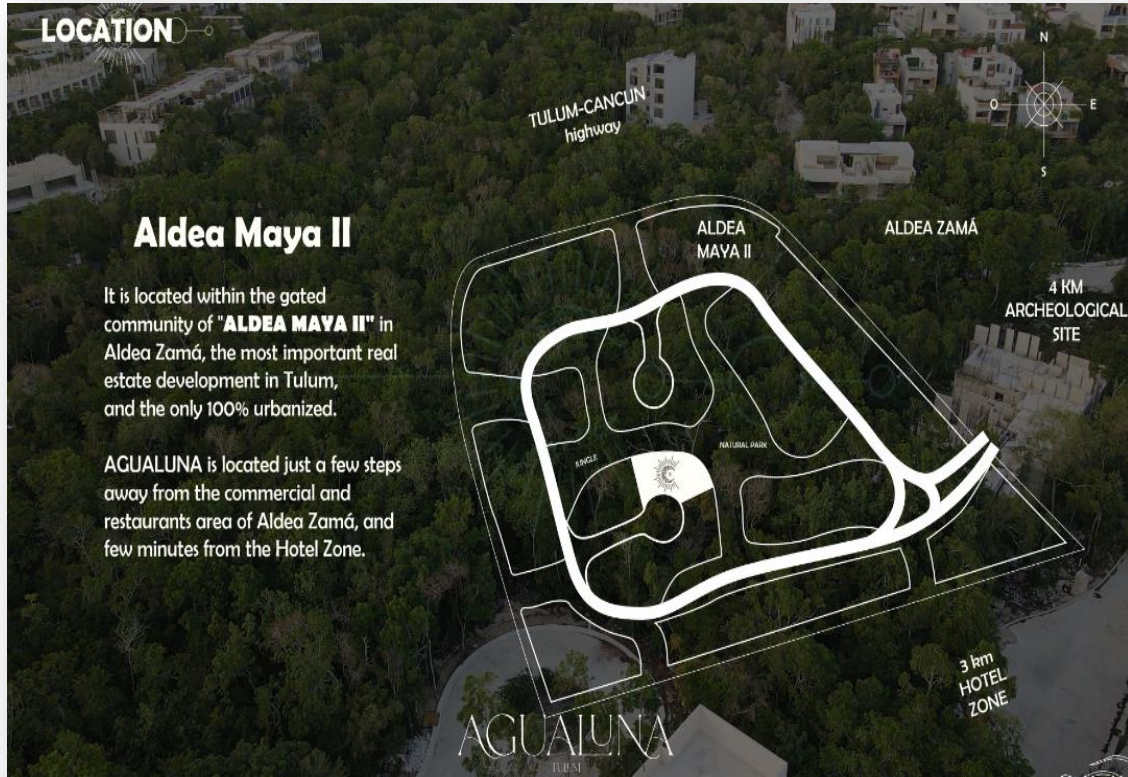 LOCATION
TULUM-CANCUN
highway
N
O
E
S
Aldea Maya II
ALDEA
MAYA II
ALDEA ZAMÁ
4 KM
ARCHEOLOGICAL
SITE
It is located within the gated
community of "ALDEA MAYA II" in
Aldea Zamá, the most important real
estate development in Tulum,
and the only 100% urbanized.
AGUALUNA is located just a few steps
away from the commercial and
restaurants area of Aldea Zamá, and
few minutes from the Hotel Zone.
JUNGLE
NATURAL PARK
3 km
HOTEL
ZONE
AGUALUNA
TULUM